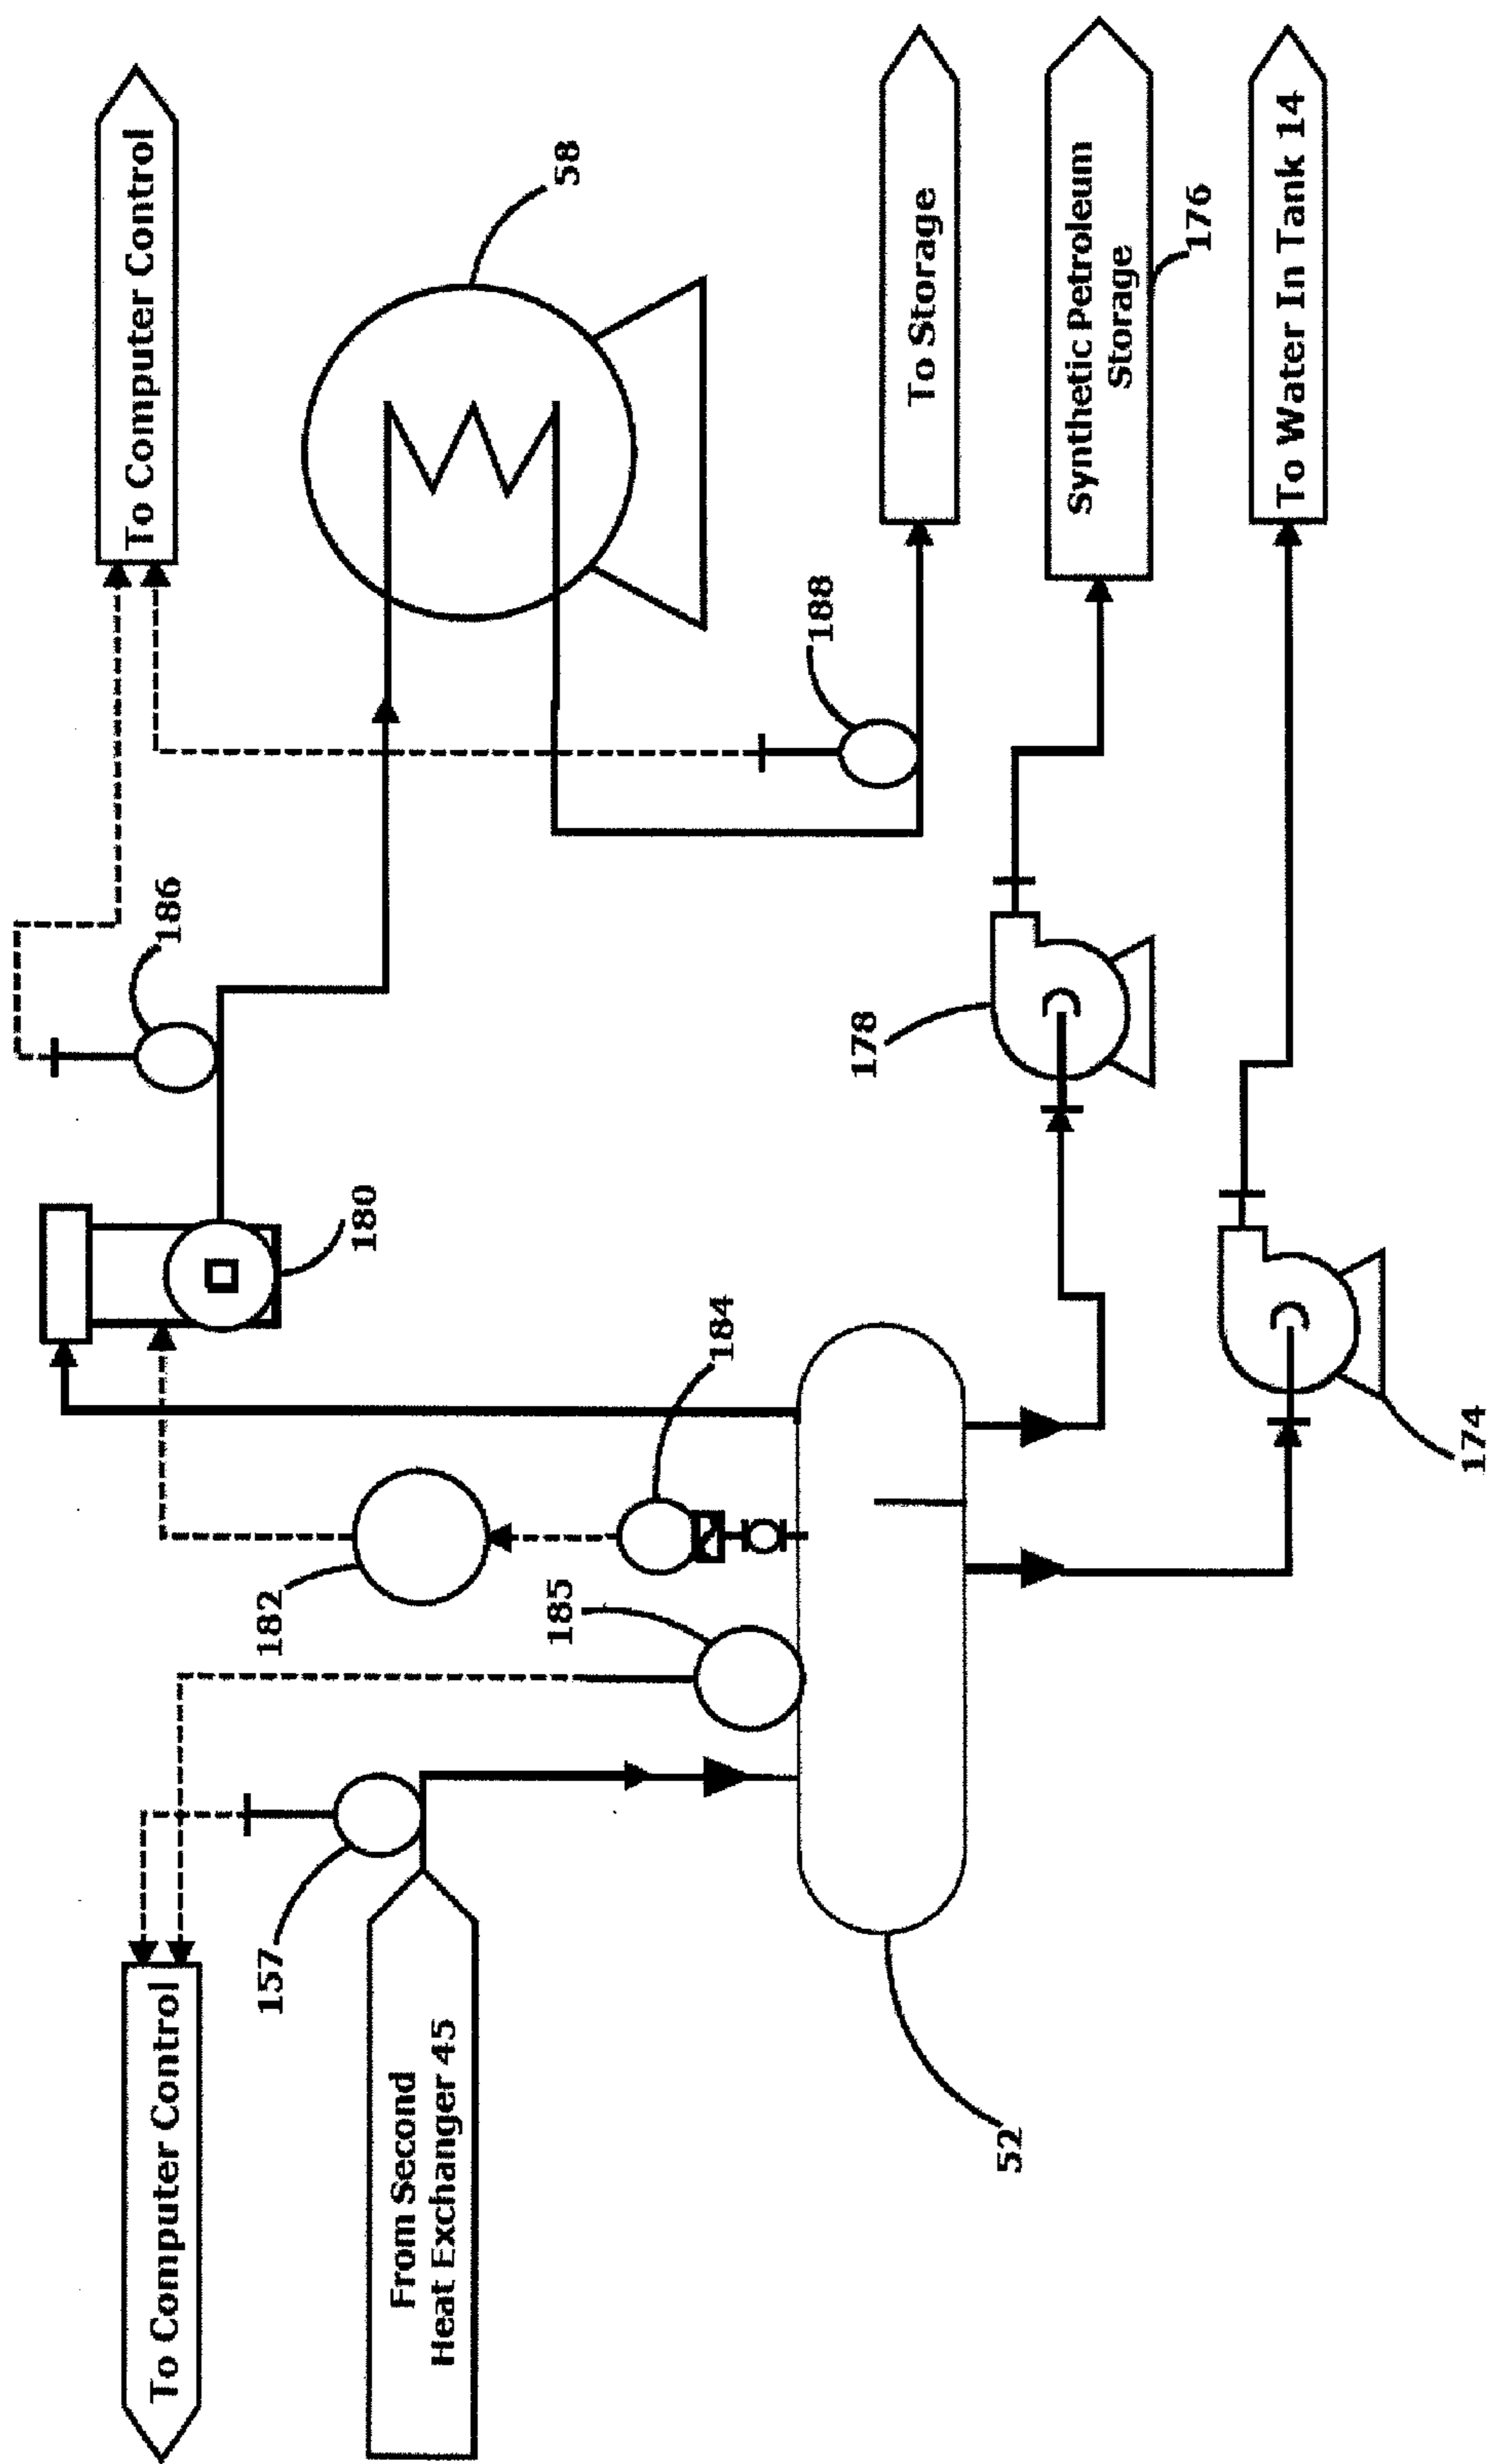 To Computer Control
186
180
182
157
To Computer Control
From Second
Heat Exchanger 45
185
184
58
188
To Storage
178
Synthetic Petroleum
Storage
176
52
To Water In Tank 14
174